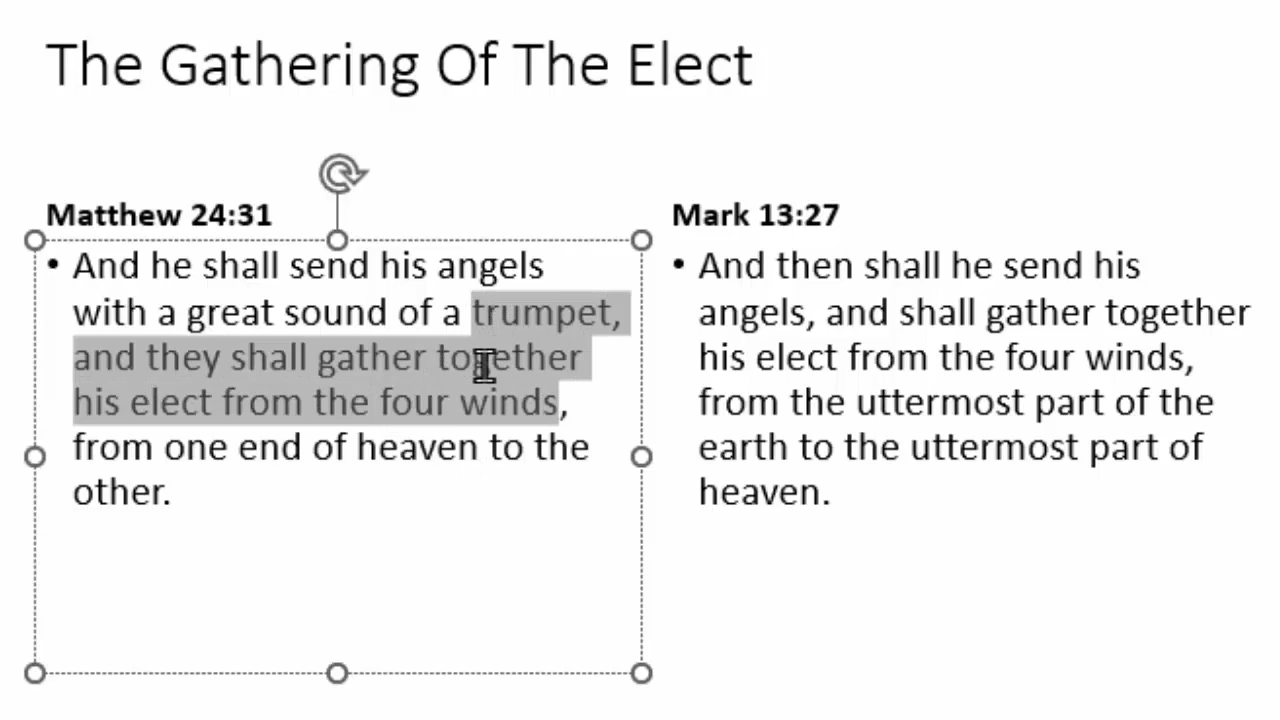 The Gathering Of The Elect
Matthew 24:31
• And he shall send his angels
with a great sound of a trumpet,
and they shall gather together
his elect from the four winds,
from one end of heaven to the
other.
Mark 13:27
• And then shall he send his
angels, and shall gather together
his elect from the four winds,
from the uttermost part of the
earth to the uttermost part of
heaven.